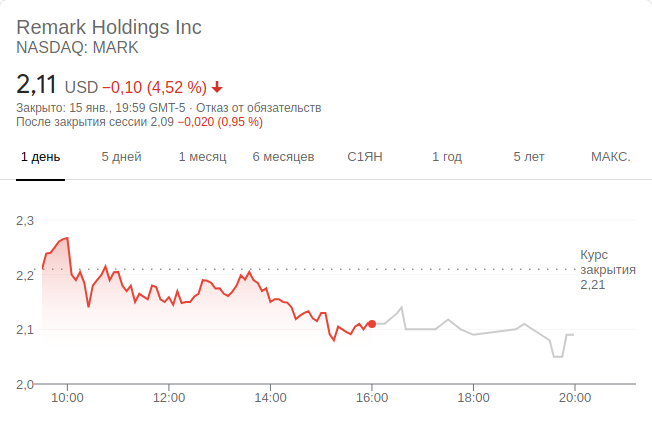 Remark Holdings Inc
NASDAQ: MARK
2,11 USD −0,10 (4,52 %)
Закрыто: 15 янв., 19:59 GMT-5 · Отказ от обязательств
После закрытия сессии 2,09 −0,020 (0,95 %)
1 день 5 дней 1 месяц 6 месяцев С1ЯН 1 год 5 лет МАКС.
2,3
Курс
закрытия
2,21
2,2
2,1
2,0
10:00 12:00 14:00 16:00 18:00 20:00